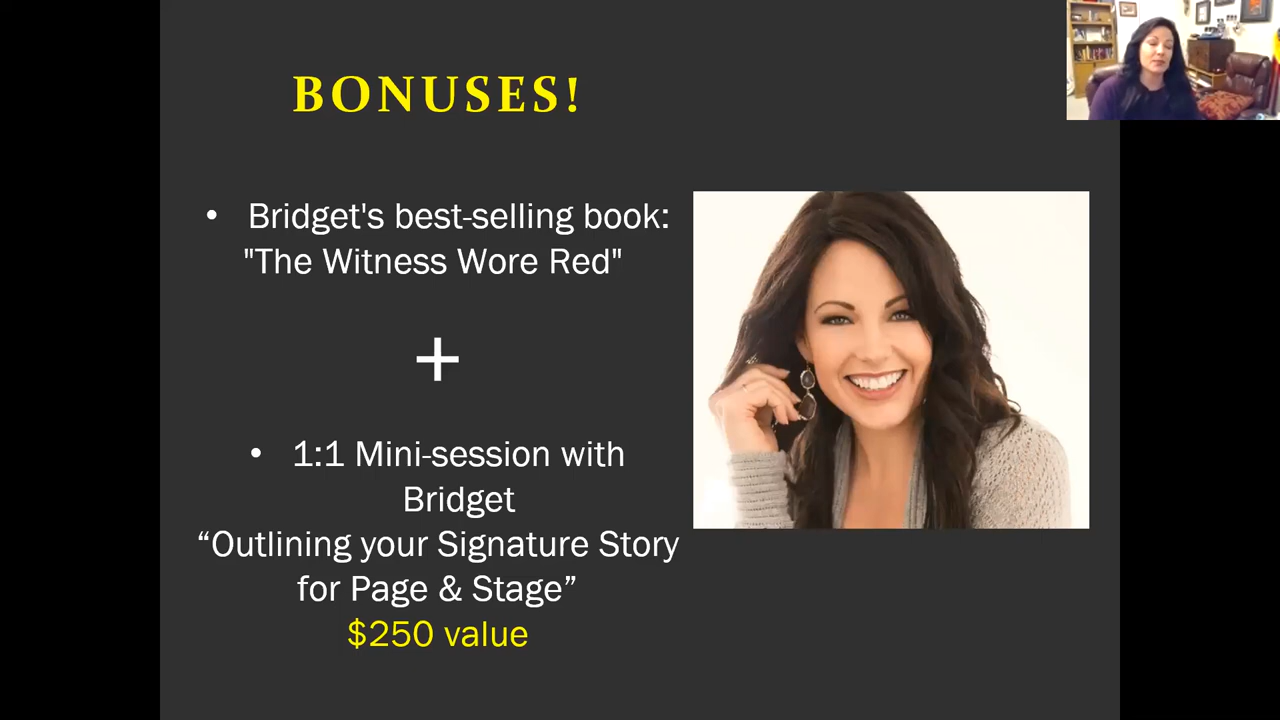 BONUSES!
• Bridget's best-selling book:
"The Witness Wore Red"
+
• 1:1 Mini-session with
Bridget
“Outlining your Signature Story
for Page & Stage”
$250 value